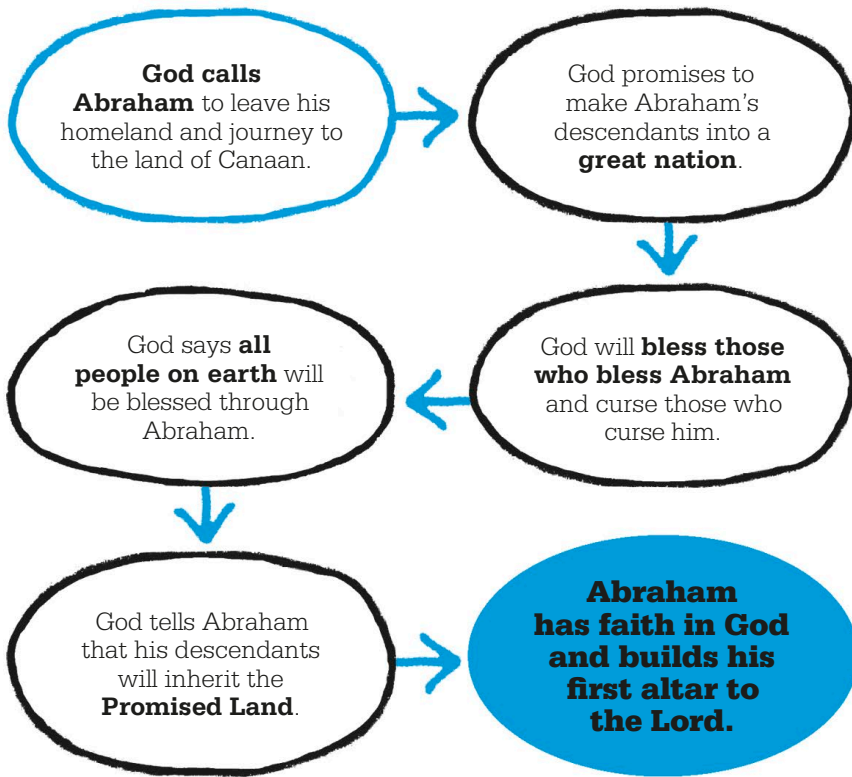 God calls
Abraham to leave his
homeland and journey to
the land of Canaan.
God promises to
make Abraham’s
descendants into a
great nation.
God will bless those
who bless Abraham
and curse those who
curse him.
God says all
people on earth will
be blessed through
Abraham.
God tells Abraham
that his descendants
will inherit the
Promised Land.
Abraham
has faith in God
and builds his
first altar to
the Lord.